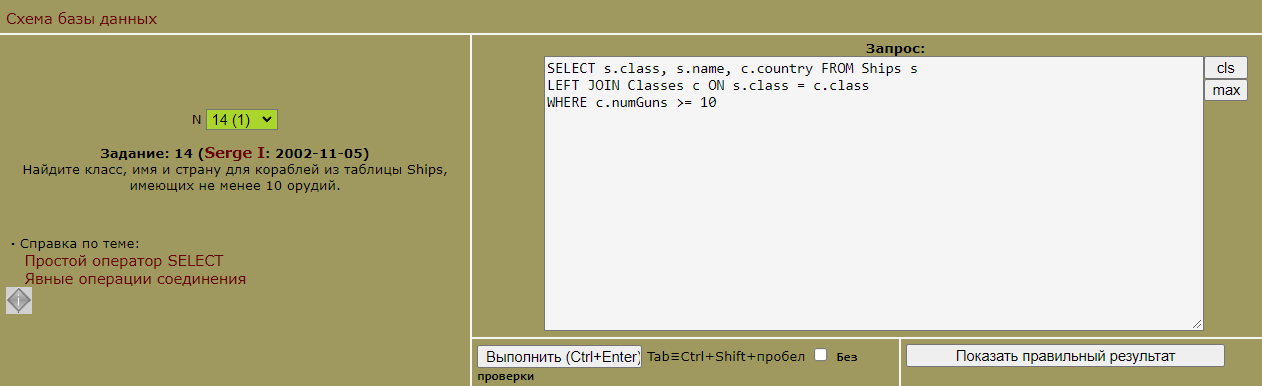 Схема базы данных
N 14 (1)
Задание: 14 (Serge I: 2002-11-05)
Найдите класс, имя и страну для кораблей из таблицы Ships,
имеющих не менее 10 орудий.
· Справка по теме:
Простой оператор SELECT
Явные операции соединения
Запрос:
SELECT s.class, s.name, c.country FROM Ships s
LEFT JOIN Classes c ON s.class = c.class
WHERE c.numGuns >= 10
cls
max
Выполнить (Ctrl+Enter) Tab≡Ctrl+Shift+пробел Без
проверки
Показать правильный результат